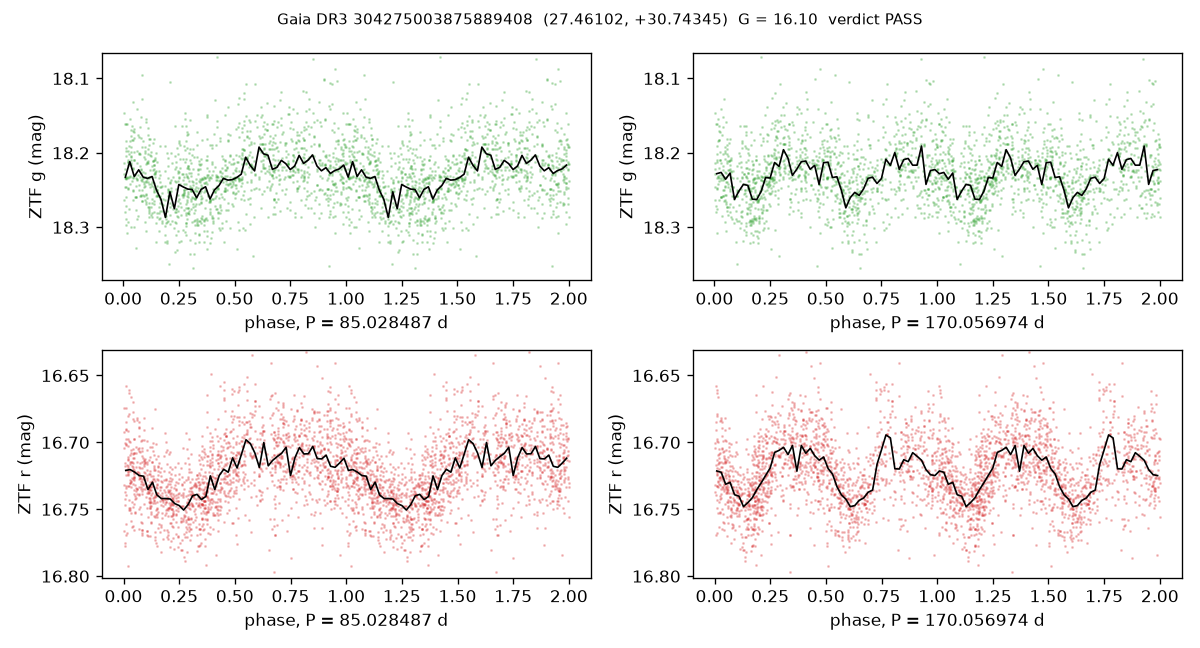 Gaia DR3 304275003875889408 (27.46102, +30.74345) G = 16.10 verdict PASS
ZTF g (mag)
18.1
18.2
18.3
0.00 0.25 0.50 0.75 1.00 1.25 1.50 1.75 2.00
phase, P = 85.028487 d
ZTF g (mag)
18.1
18.2
18.3
0.00 0.25 0.50 0.75 1.00 1.25 1.50 1.75 2.00
phase, P = 170.056974 d
ZTF r (mag)
16.65
16.70
16.75
16.80
0.00 0.25 0.50 0.75 1.00 1.25 1.50 1.75 2.00
phase, P = 85.028487 d
ZTF r (mag)
16.65
16.70
16.75
16.80
0.00 0.25 0.50 0.75 1.00 1.25 1.50 1.75 2.00
phase, P = 170.056974 d